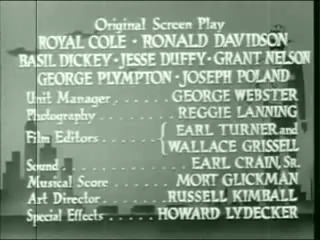 Original Screen Play
ROYAL COLE · RONALD DAVIDSON
BASIL DICKEY · JESSE DUFFY · GRANT NELSON
GEORGE PLYMPTON · JOSEPH POLAND
Unit Manager . . . . . . GEORGE WEBSTER
Photography . . . . . . . REGGIE LANNING
Film Editors . . . . . { EARL TURNER and
WALLACE GRISSELL
Sound . . . . . . . . . . EARL CRAIN, SR.
Musical Score . . . . . MORT GLICKMAN
Art Director . . . . . RUSSELL KIMBALL
Special Effects . . . . HOWARD LYDECKER